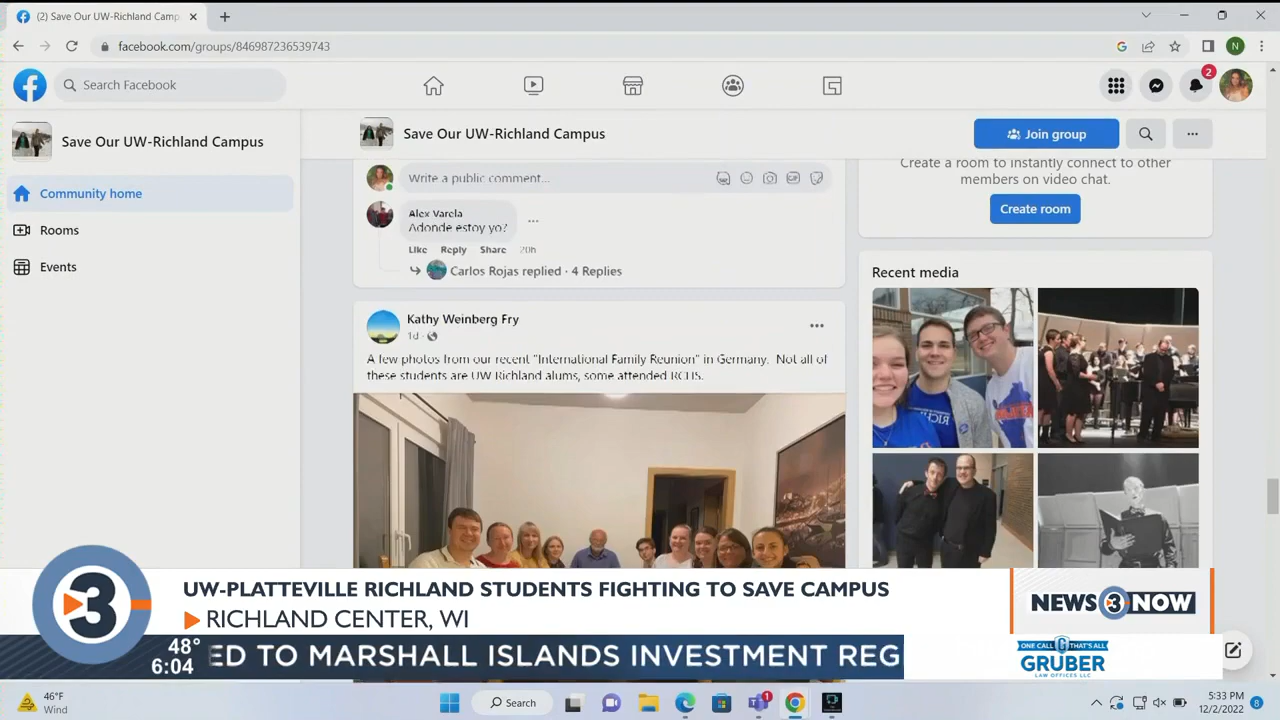 (2) Save Our UW-Richland Camp
facebook.com/groups/846987236539743
N
Search Facebook
2
Save Our UW-Richland Campus
Community home
Rooms
Events
Save Our UW-Richland Campus
Join group
Write a public comment...
Alex Varela
Adonde estoy yo?
Like Reply Share 20h
Carlos Rojas replied · 4 Replies
Kathy Weinberg Fry
1d
A few photos from our recent "International Family Reunion" in Germany. Not all of
these students are UW Richland alums, some attended RCHS.
Create a room to instantly connect to other
members on video chat.
Create room
Recent media
3
UW-PLATTEVILLE RICHLAND STUDENTS FIGHTING TO SAVE CAMPUS
RICHLAND CENTER, WI
NEWS 3 NOW
48°
6:04
ED TO MARSHALL ISLANDS INVESTMENT REG
ONE CALL G THAT'S ALL
GRUBER
LAW OFFICES LLC
46°F
Wind
Search
1
5:33 PM
12/2/2022
8